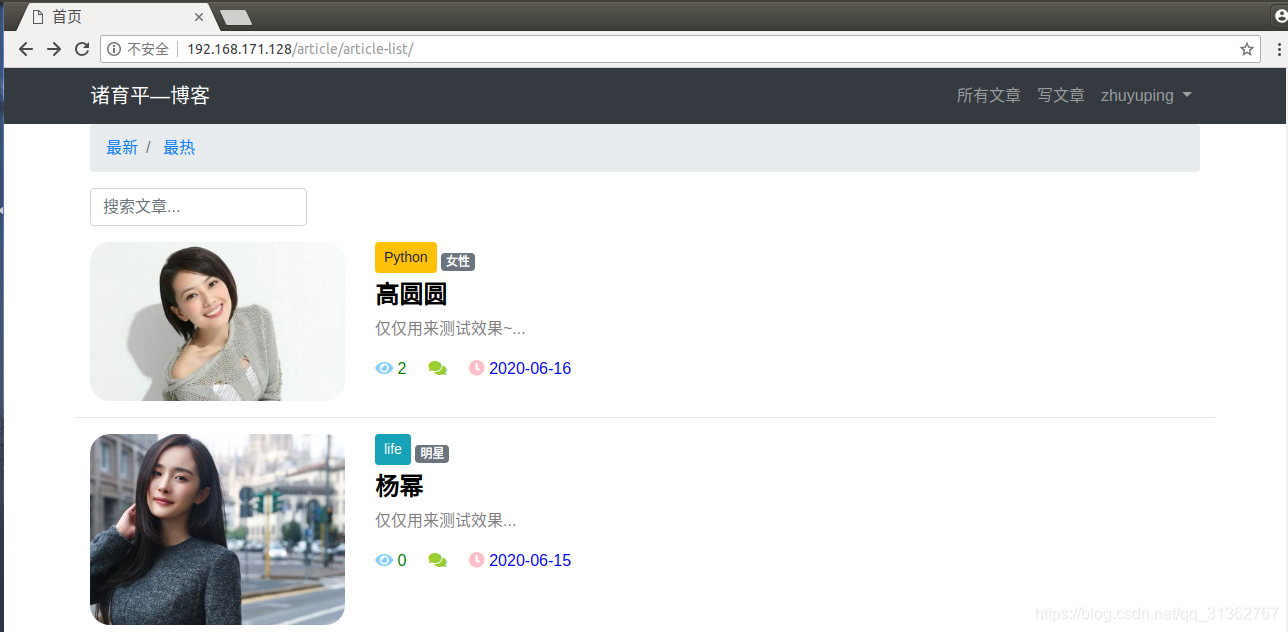 首页
不安全 192.168.171.128/article/article-list/
诸育平—博客 所有文章 写文章 zhuyuping
最新 / 最热
搜索文章...
Python 女性
高圆圆
仅仅用来测试效果~...
2 2020-06-16
life 明星
杨幂
仅仅用来测试效果...
0 2020-06-15
https://blog.csdn.net/qq_31362767